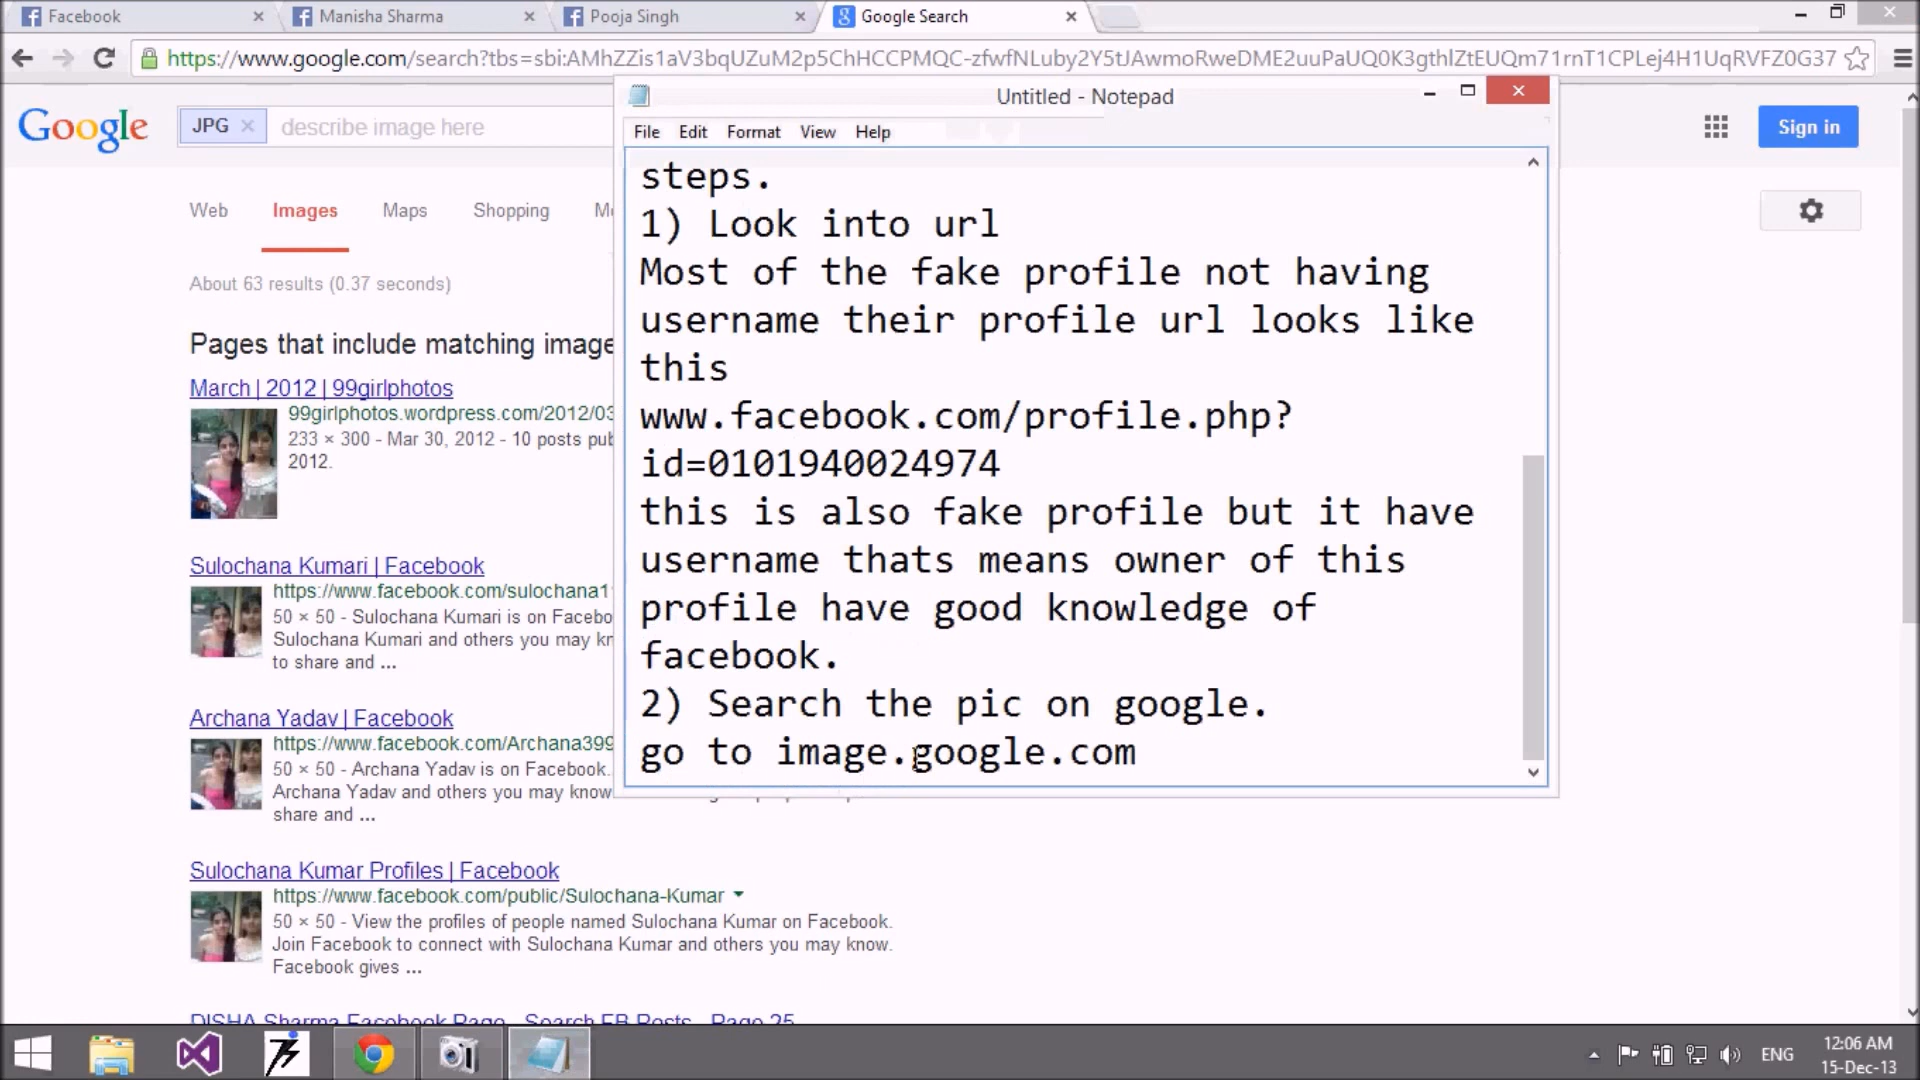 Facebook
Manisha Sharma
Pooja Singh
Google Search
https://www.google.com/search?tbs=sbi:AMhZZis1aV3bqUZuM2p5ChHCCPMQC-zfwfNLuby2Y5tJAwmoRweDME2uuPaUQ0K3gthlZtEUQm71rnT1CPLej4H1UqRVFZ0G37
Google
JPG
describe image here
Sign in
Web Images Maps Shopping
About 63 results (0.37 seconds)
Pages that include matching image
March | 2012 | 99girlphotos
99girlphotos.wordpress.com/2012/03
233 × 300 - Mar 30, 2012 - 10 posts
2012.
Sulochana Kumari | Facebook
https://www.facebook.com/sulochana1
50 × 50 - Sulochana Kumari is on Facebo
Sulochana Kumari and others you may
to share and ...
Archana Yadav | Facebook
https://www.facebook.com/Archana399
50 × 50 - Archana Yadav is on Facebook.
Archana Yadav and others you may know
share and ...
Sulochana Kumar Profiles | Facebook
https://www.facebook.com/public/Sulochana-Kumar
50 × 50 - View the profiles of people named Sulochana Kumar on Facebook.
Join Facebook to connect with Sulochana Kumar and others you may know.
Facebook gives ...
DISHA Sharma Facebook Page - Search FB Posts - Page 25
Untitled - Notepad
File Edit Format View Help
steps.
1) Look into url
Most of the fake profile not having
username their profile url looks like
this
www.facebook.com/profile.php?
id=0101940024974
this is also fake profile but it have
username thats means owner of this
profile have good knowledge of
facebook.
2) Search the pic on google.
go to image.google.com
ENG
12:06 AM
15-Dec-13